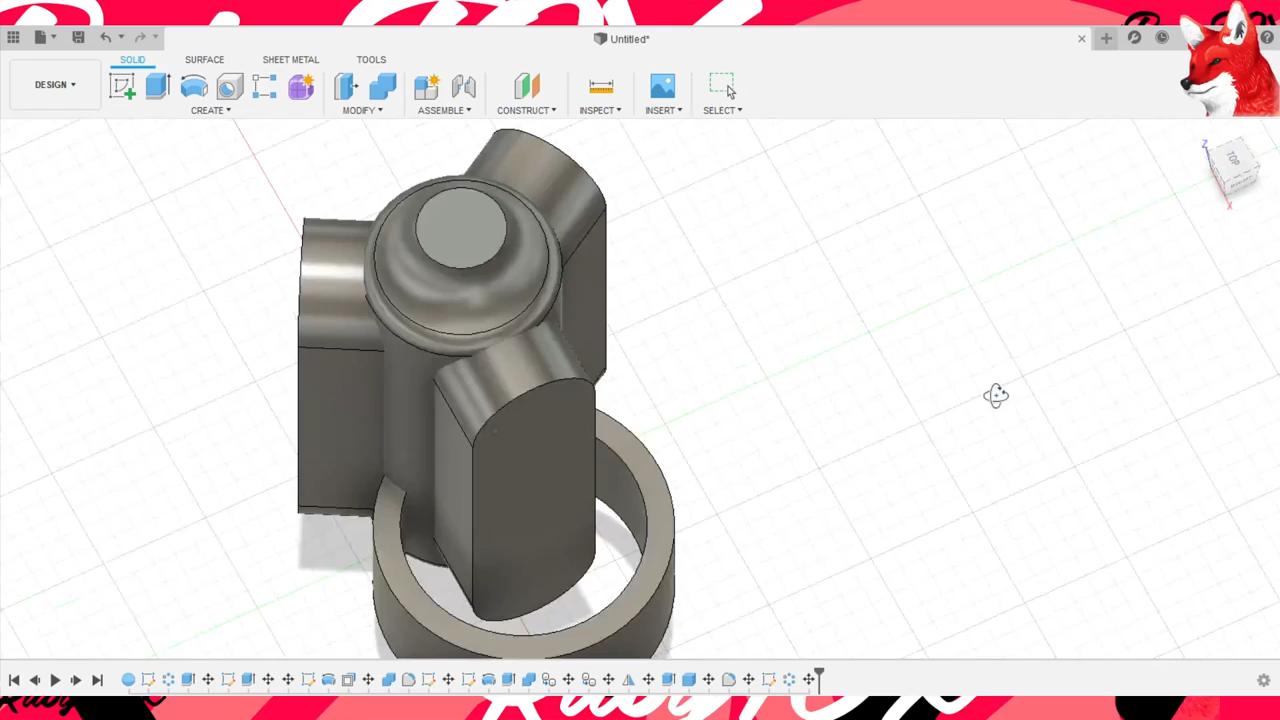 Untitled*
SOLID SURFACE SHEET METAL TOOLS
DESIGN
CREATE MODIFY ASSEMBLE CONSTRUCT INSPECT INSERT SELECT
Z
TOP
X